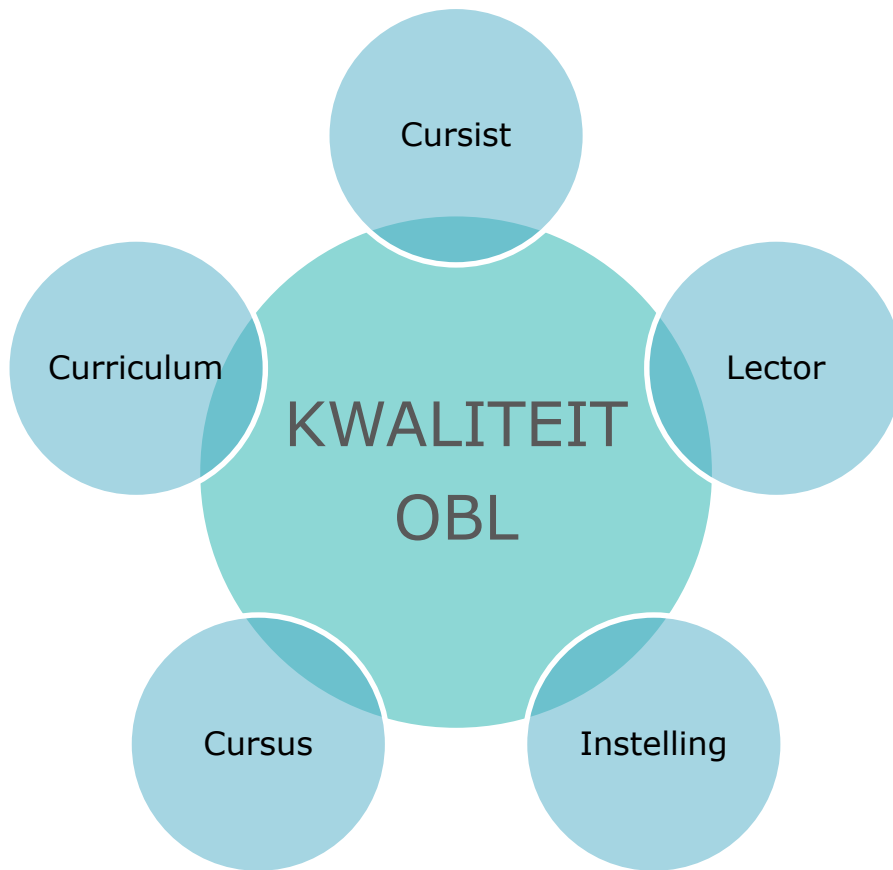 Cursist
Curriculum
Lector
KWALITEIT
OBL
Cursus
Instelling